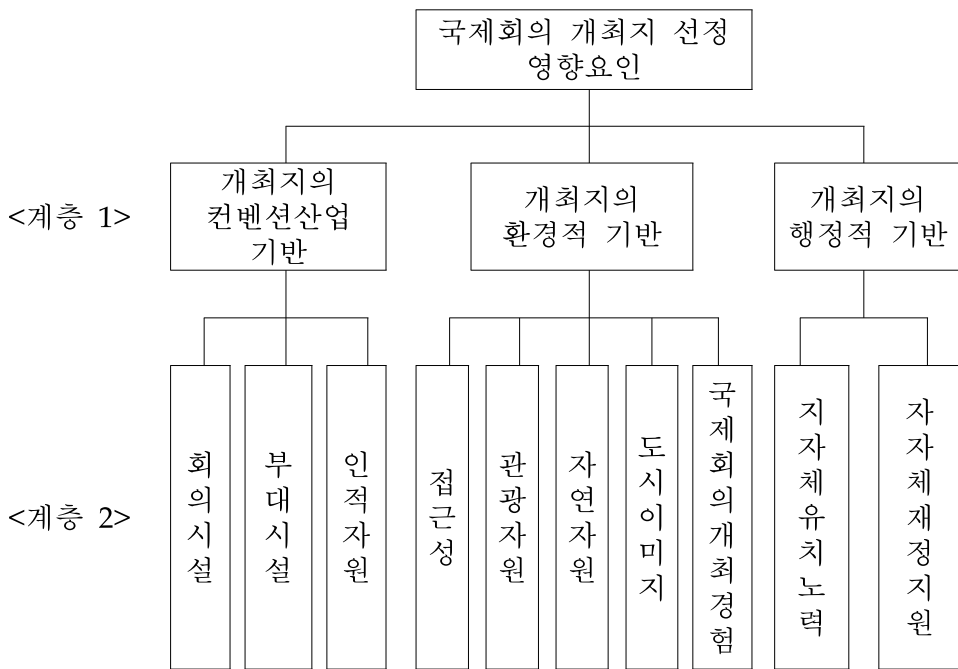 국제회의 개최지 선정
영향요인
<계층 1>
개최지의
컨벤션산업
기반
개최지의
환경적 기반
개최지의
행정적 기반
<계층 2>
회의시설
부대시설
인적자원
접근성
관광자원
자연자원
도시이미지
국제회의개최경험
지자체유치노력
자자체재정지원